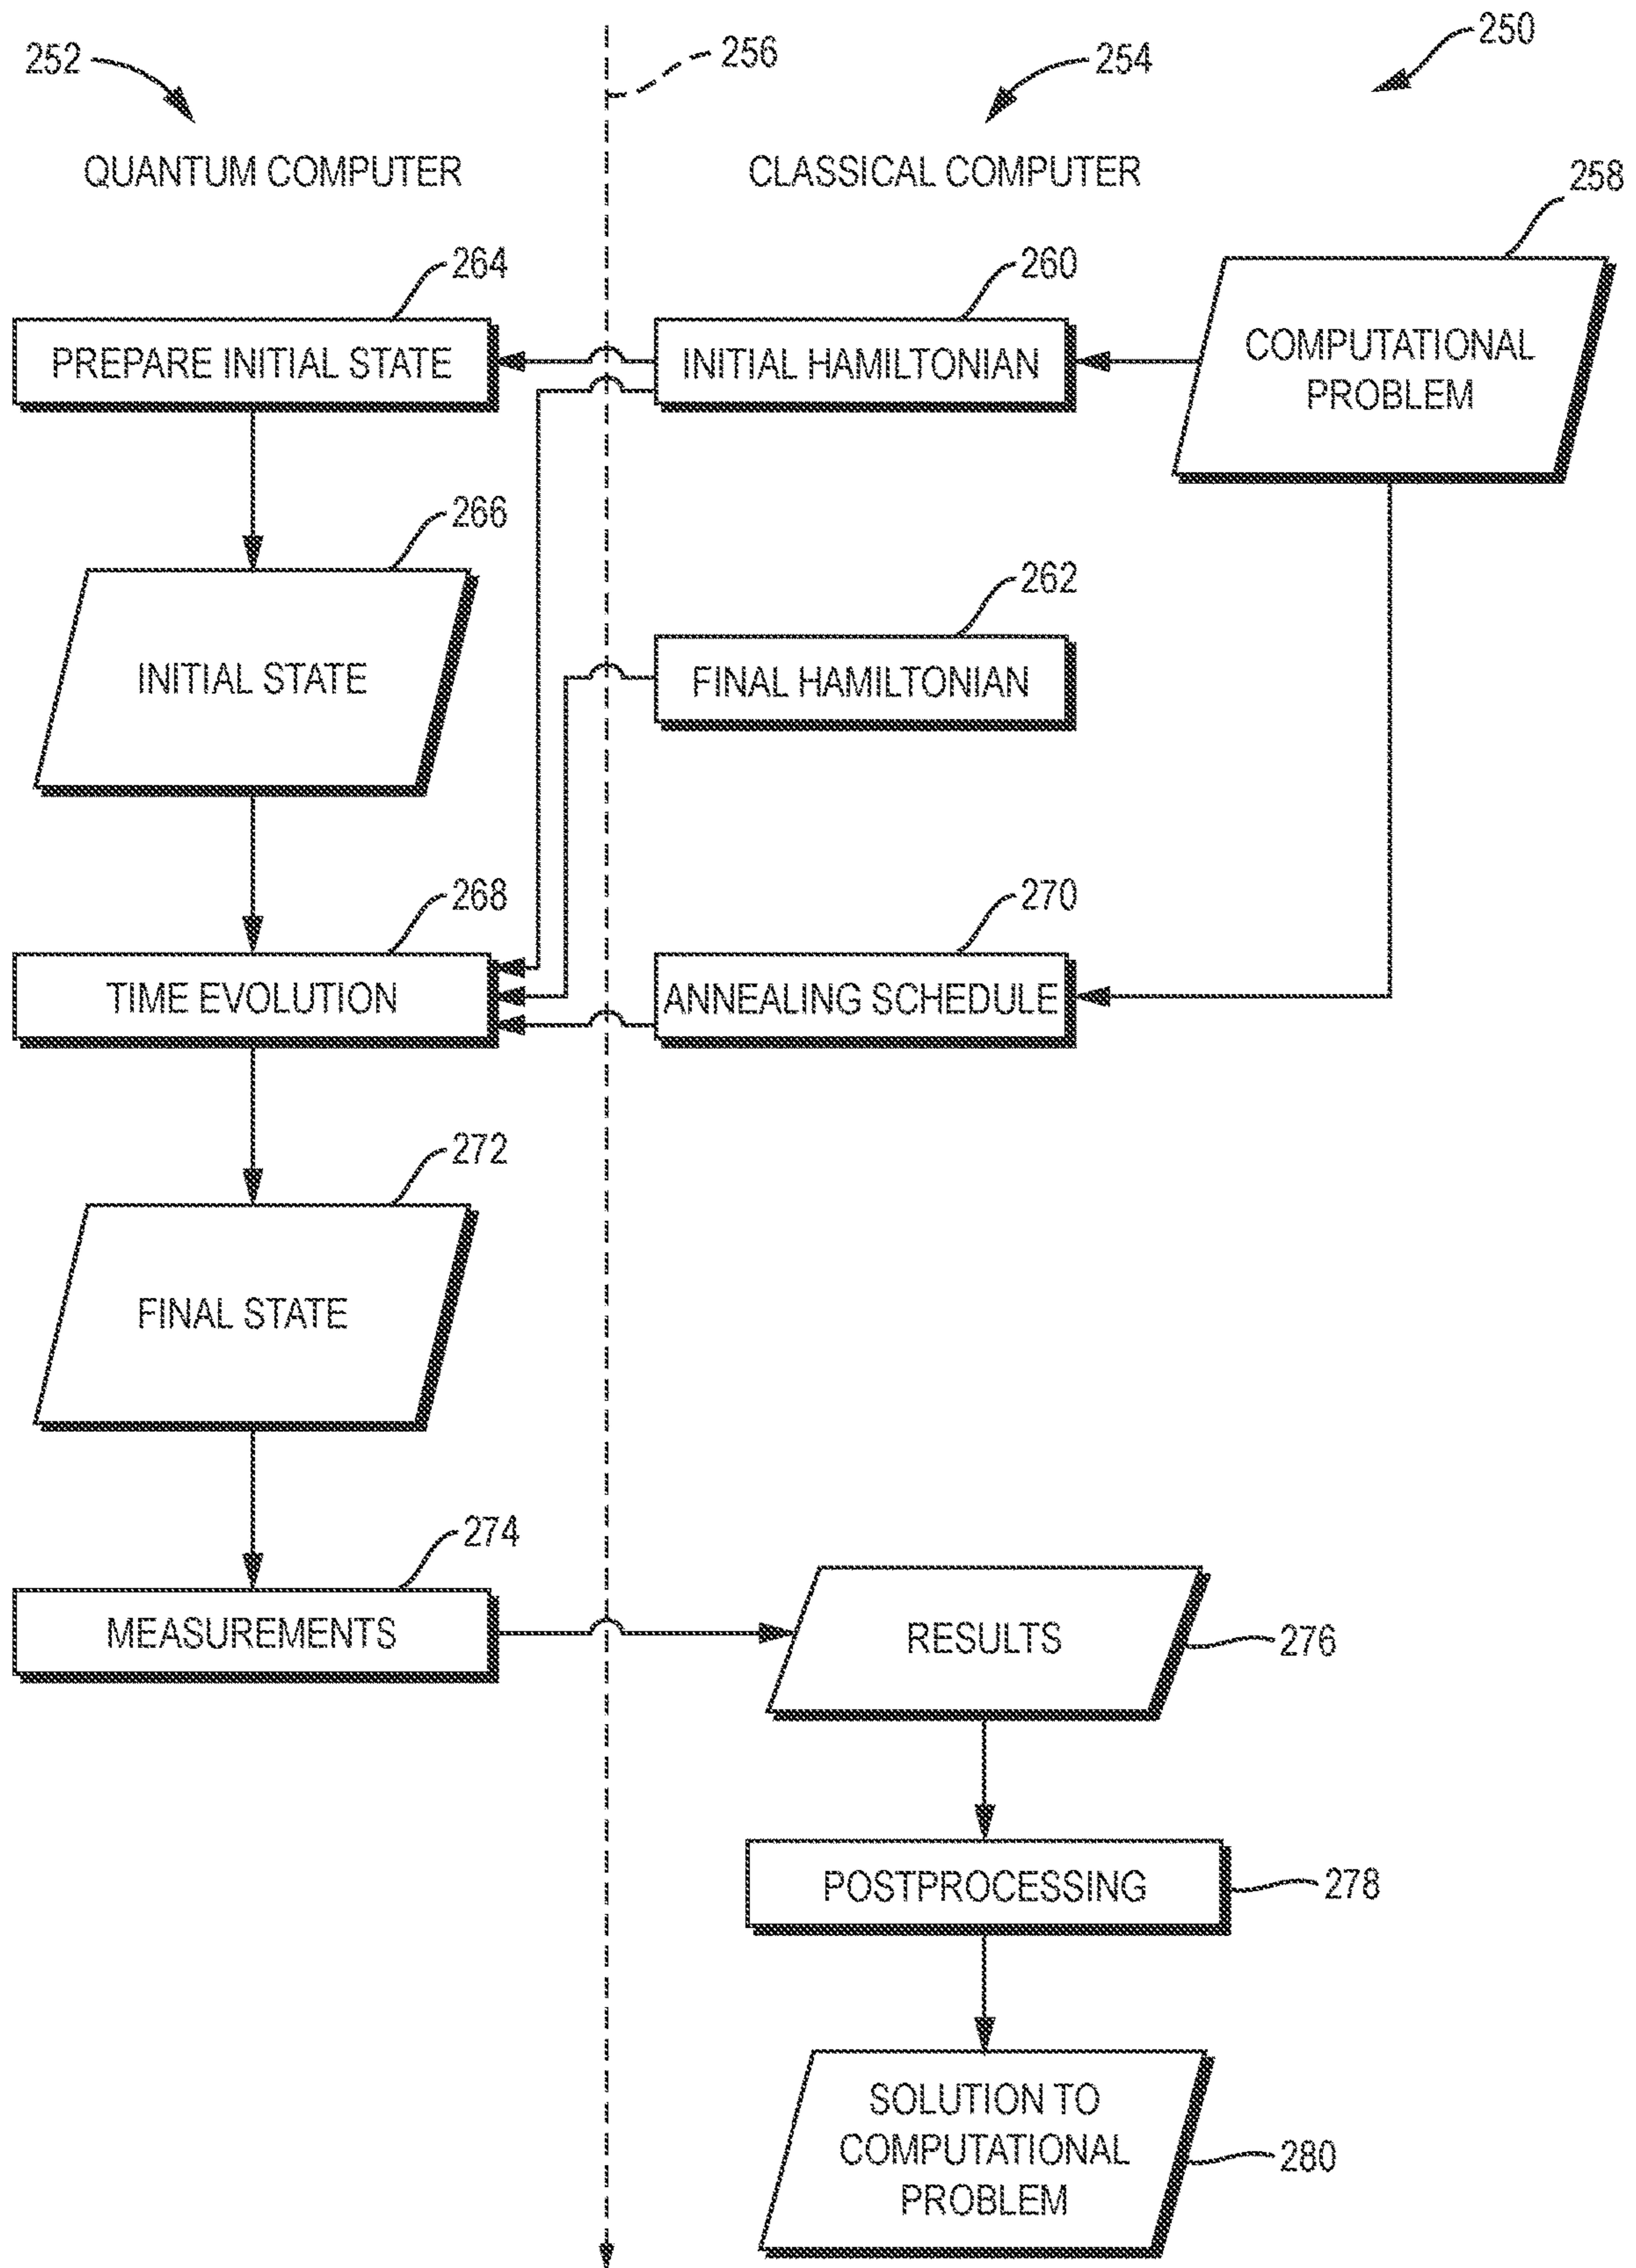 252
256
254
250
QUANTUM COMPUTER
CLASSICAL COMPUTER
258
264
260
PREPARE INITIAL STATE
INITIAL HAMILTONIAN
COMPUTATIONAL
PROBLEM
266
262
INITIAL STATE
FINAL HAMILTONIAN
268
270
TIME EVOLUTION
ANNEALING SCHEDULE
272
FINAL STATE
274
MEASUREMENTS
RESULTS
276
POSTPROCESSING
278
SOLUTION TO
COMPUTATIONAL
PROBLEM
280